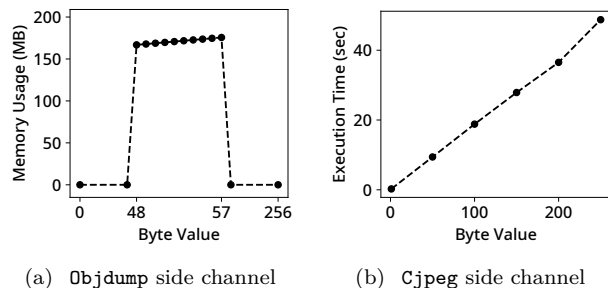 200
150
100
50
0
Memory Usage (MB)
0 48 57 256
Byte Value
(a) Objdump side channel
40
20
0
Execution Time (sec)
0 100 200
Byte Value
(b) Cjpeg side channel